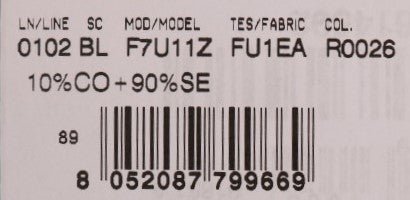 LN/LINE SC MOD/MODEL TES/FABRIC COL.
0102 BL F7U11Z FU1EA R0026
10%CO+90%SE
89
8 052087 799669